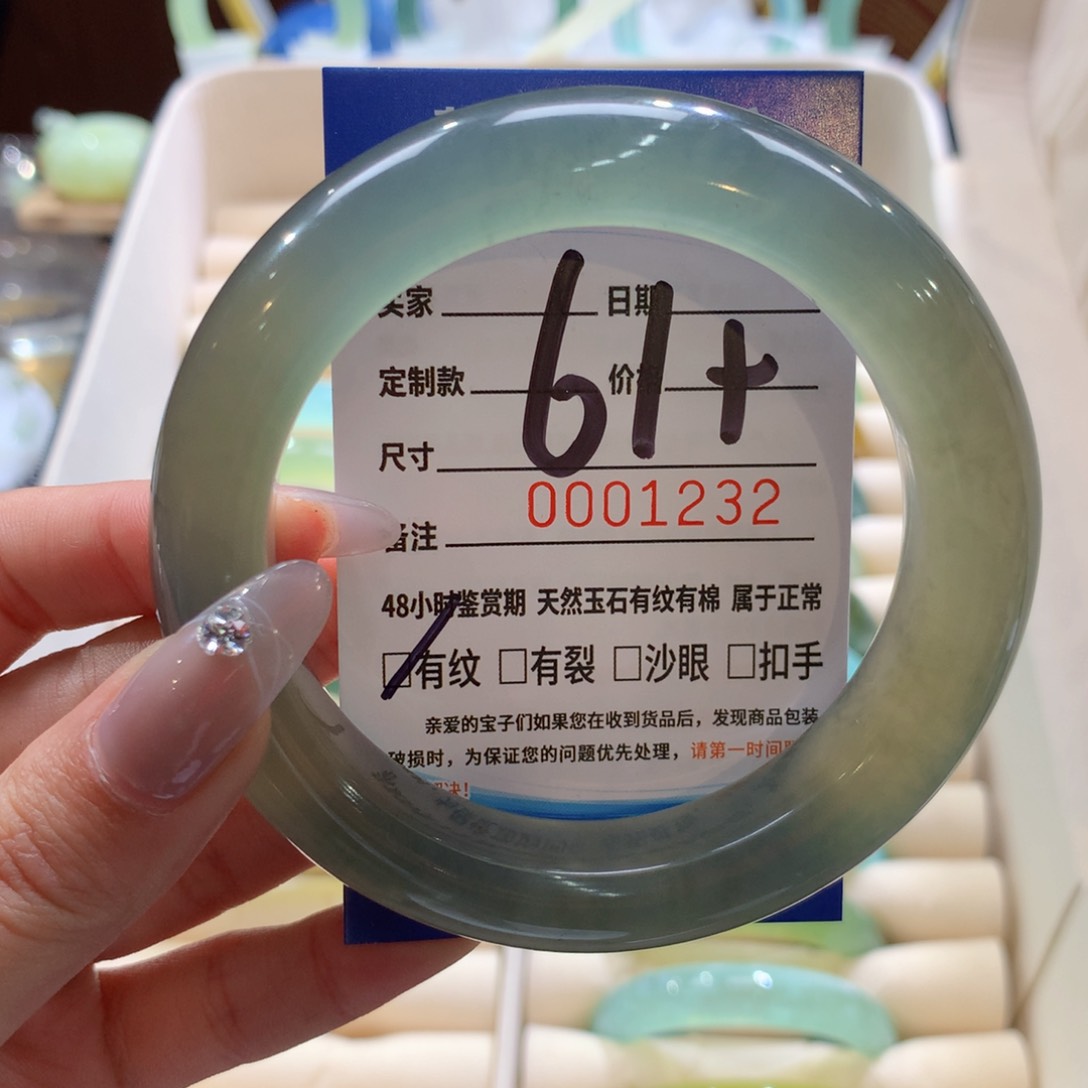 卖家 日期
61+
定制款 价格
尺寸
0001232
备注
48小时鉴赏期 天然玉石有纹有棉 属于正常
☐有纹 ☐有裂 ☐沙眼 ☐扣手
亲爱的宝子们如果您在收到货品后，发现商品包装
破损时，为保证您的问题优先处理，请第一时间
解决！